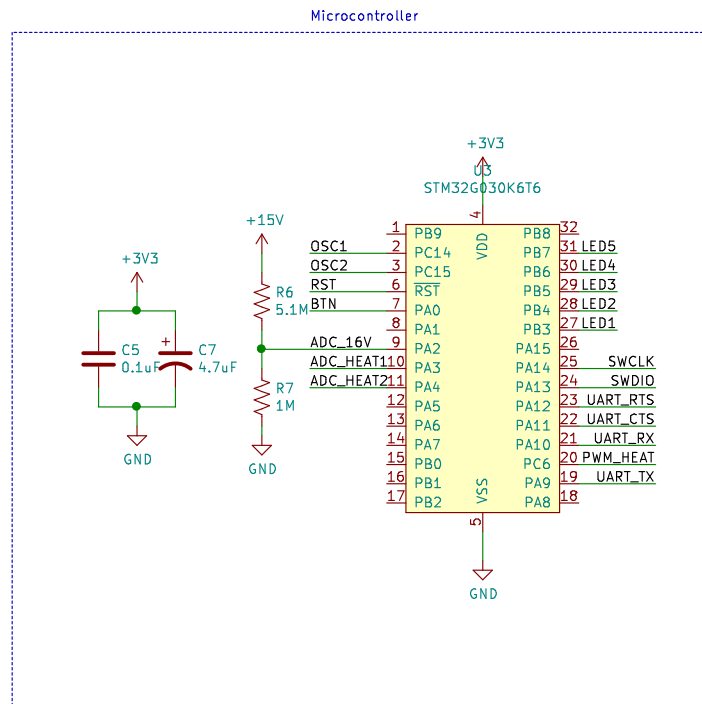 Microcontroller
+3V3
U3
STM32G030K6T6
4
VDD
+15V
+3V3
R6
5.1M
C5
0.1uF
+
C7
4.7uF
R7
1M
GND
GND
OSC1
OSC2
RST
BTN
ADC_16V
ADC_HEAT1
ADC_HEAT2
1 PB9
2 PC14
3 PC15
6 RST
7 PA0
8 PA1
9 PA2
10 PA3
11 PA4
12 PA5
13 PA6
14 PA7
15 PB0
16 PB1
17 PB2
PB8 32
PB7 31 LED5
PB6 30 LED4
PB5 29 LED3
PB4 28 LED2
PB3 27 LED1
PA15 26
PA14 25 SWCLK
PA13 24 SWDIO
PA12 23 UART_RTS
PA11 22 UART_CTS
PA10 21 UART_RX
PC6 20 PWM_HEAT
PA9 19 UART_TX
PA8 18
VSS
5
GND